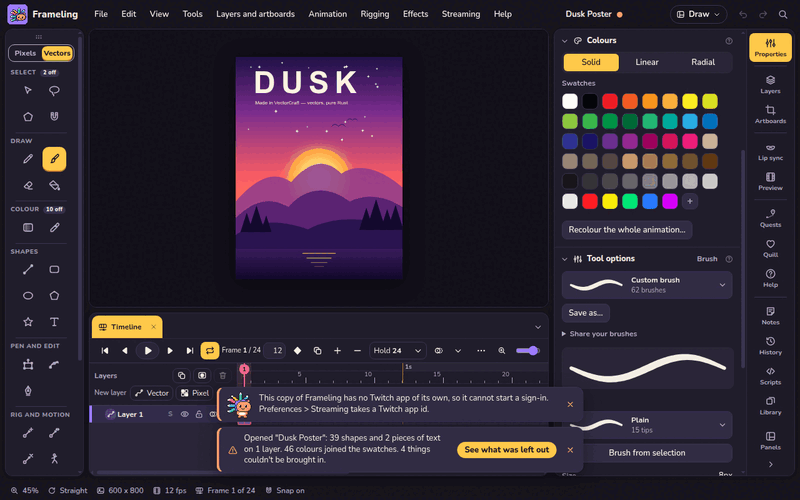 Frameling File Edit View Tools Layers and artboards Animation Rigging Effects Streaming Help Dusk Poster Draw
Pixels Vectors
SELECT 2 off
DRAW
COLOUR 10 off
SHAPES
PEN AND EDIT
RIG AND MOTION
DUSK
Made in VectorCraft — vectors, pure Rust
Timeline
Frame 1 / 24 12 Hold 24
Layers
1 1s 5 10 15 20
New layer Vector Pixel
Layer 1 S
This copy of Frameling has no Twitch app of its own, so it cannot start a sign-in.
Preferences > Streaming takes a Twitch app id.
Opened "Dusk Poster": 39 shapes and 2 pieces of text
on 1 layer. 46 colours joined the swatches. 4 things
couldn't be brought in.
See what was left out
Colours
Solid Linear Radial
Swatches
Recolour the whole animation...
Tool options Brush
Custom brush
62 brushes
Save as...
Share your brushes
Plain
15 tips
Brush from selection
Size 8px
Properties
Layers
Artboards
Lip sync
Preview
Quests
Quill
Help
Notes
History
Scripts
Library
Panels
45% Straight 600 x 800 12 fps Frame 1 of 24 Snap on